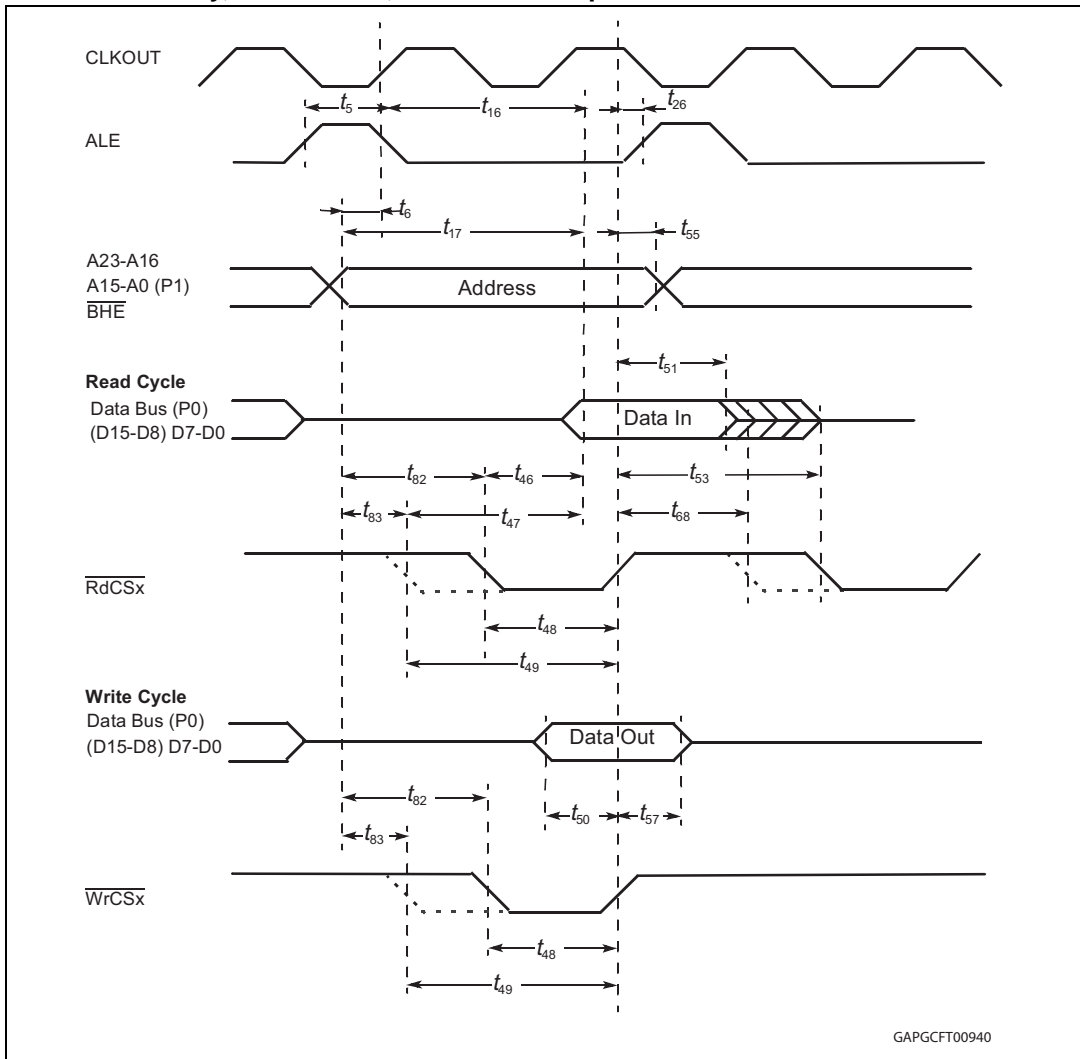 CLKOUT
t5
t16
t26
ALE
t6
t17
t55
A23-A16
A15-A0 (P1)
BHE
Address
t51
Read Cycle
Data Bus (P0)
(D15-D8) D7-D0
Data In
t82
t46
t53
t83
t47
t68
RdCSx
t48
t49
Write Cycle
Data Bus (P0)
(D15-D8) D7-D0
Data Out
t82
t50
t57
t83
WrCSx
t48
t49
GAPGCFT00940